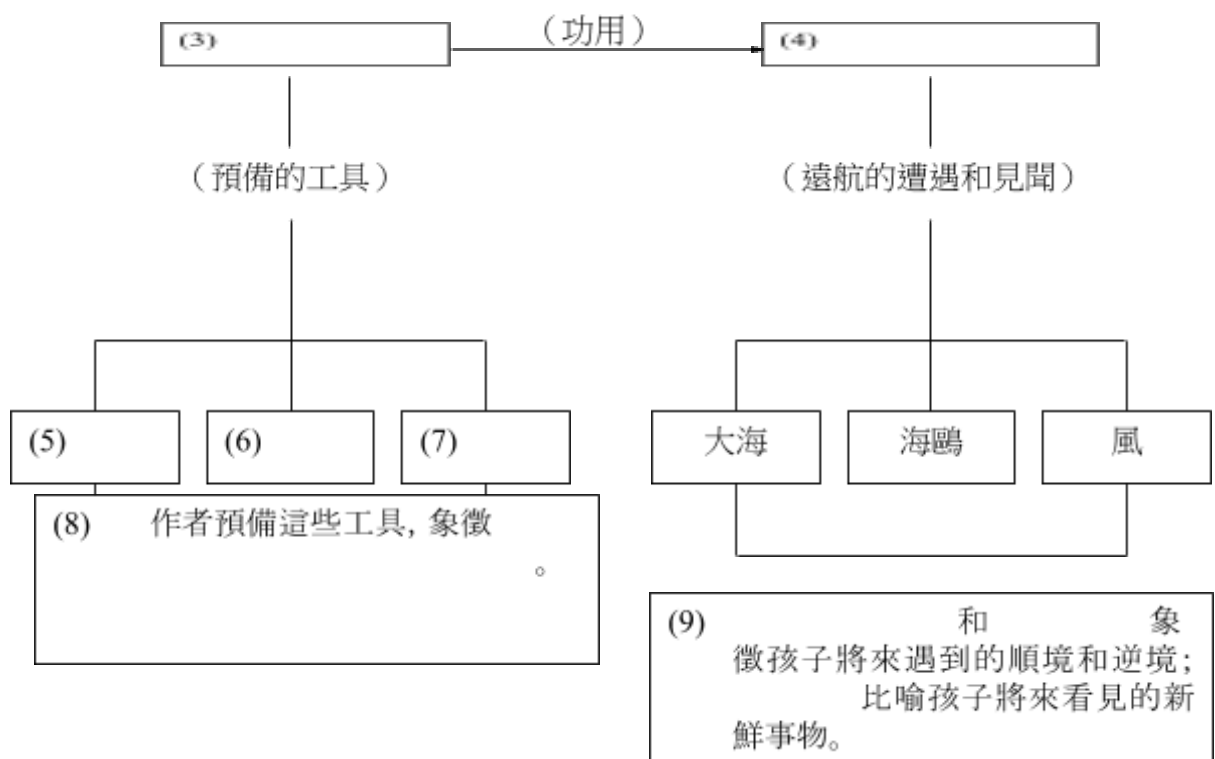 (3)
（功用）
(4)
（預備的工具）
（遠航的遭遇和見聞）
(5)
(6)
(7)
大海
海鷗
風
(8) 作者預備這些工具, 象徵
。
(9) 和 象
徵孩子將來遇到的順境和逆境;
比喻孩子將來看見的新
鮮事物。